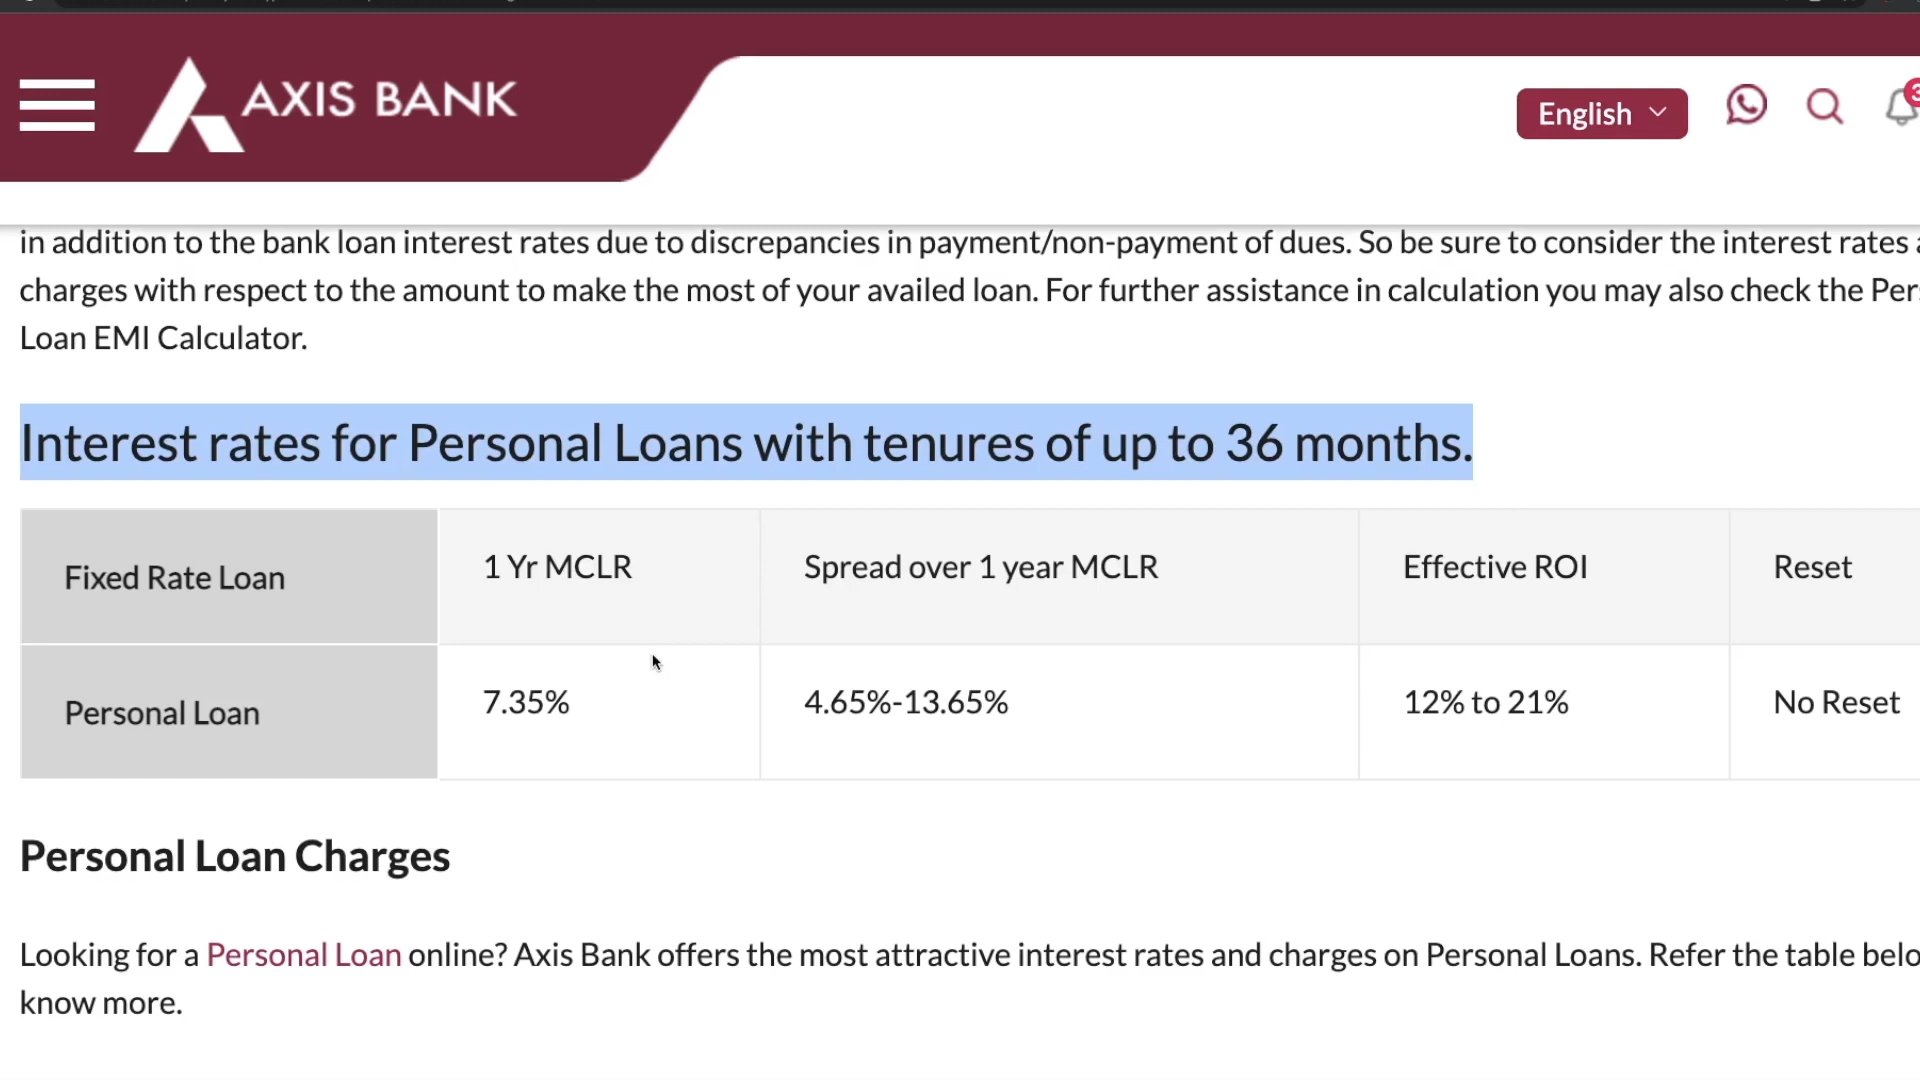 AXIS BANK
English
3
in addition to the bank loan interest rates due to discrepancies in payment/non-payment of dues. So be sure to consider the interest rates
charges with respect to the amount to make the most of your availed loan. For further assistance in calculation you may also check the
Loan EMI Calculator.
Interest rates for Personal Loans with tenures of up to 36 months.
Fixed Rate Loan 1 Yr MCLR Spread over 1 year MCLR Effective ROI Reset
Personal Loan 7.35% 4.65%-13.65% 12% to 21% No Reset
Personal Loan Charges
Looking for a Personal Loan online? Axis Bank offers the most attractive interest rates and charges on Personal Loans. Refer the table
know more.